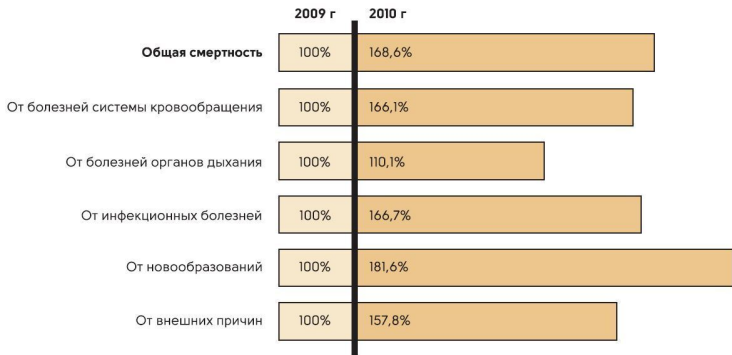 2009 г 2010 г
Общая смертность 100% 168,6%
От болезней системы кровообращения 100% 166,1%
От болезней органов дыхания 100% 110,1%
От инфекционных болезней 100% 166,7%
От новообразований 100% 181,6%
От внешних причин 100% 157,8%